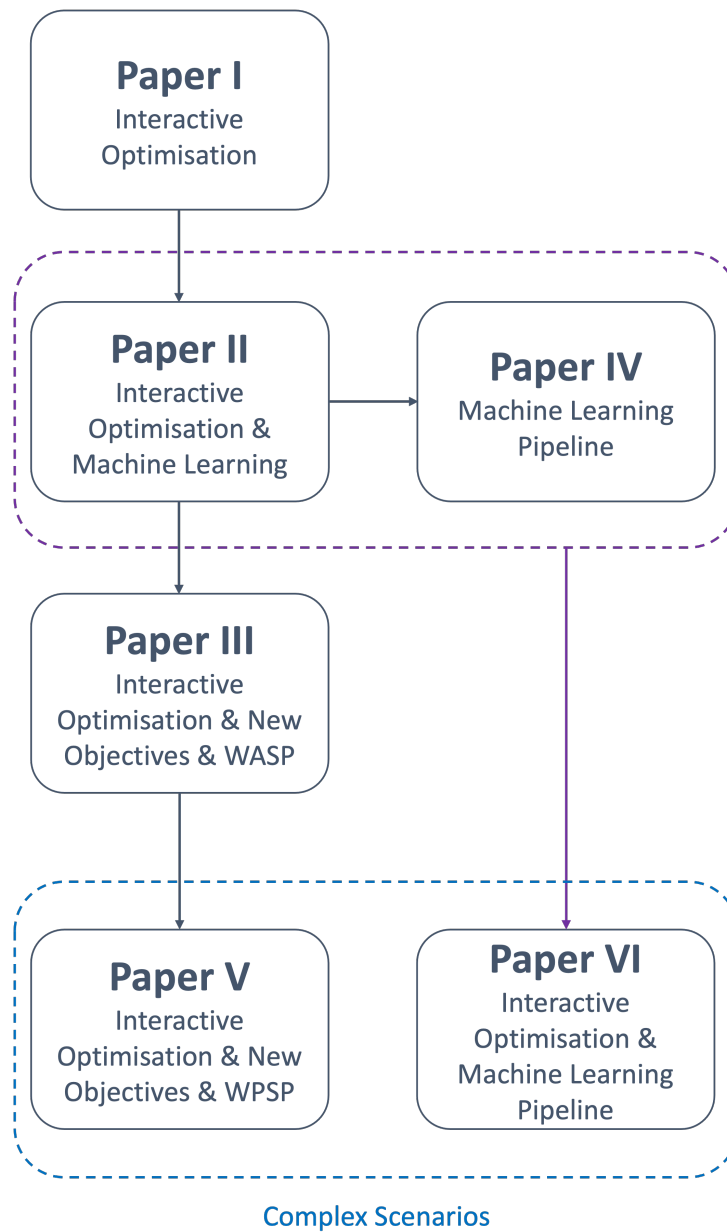 Paper I
Interactive
Optimisation
Paper II
Interactive
Optimisation &
Machine Learning
Paper IV
Machine Learning
Pipeline
Paper III
Interactive
Optimisation & New
Objectives & WASP
Paper V
Interactive
Optimisation & New
Objectives & WPSP
Paper VI
Interactive
Optimisation &
Machine Learning
Pipeline
Complex Scenarios